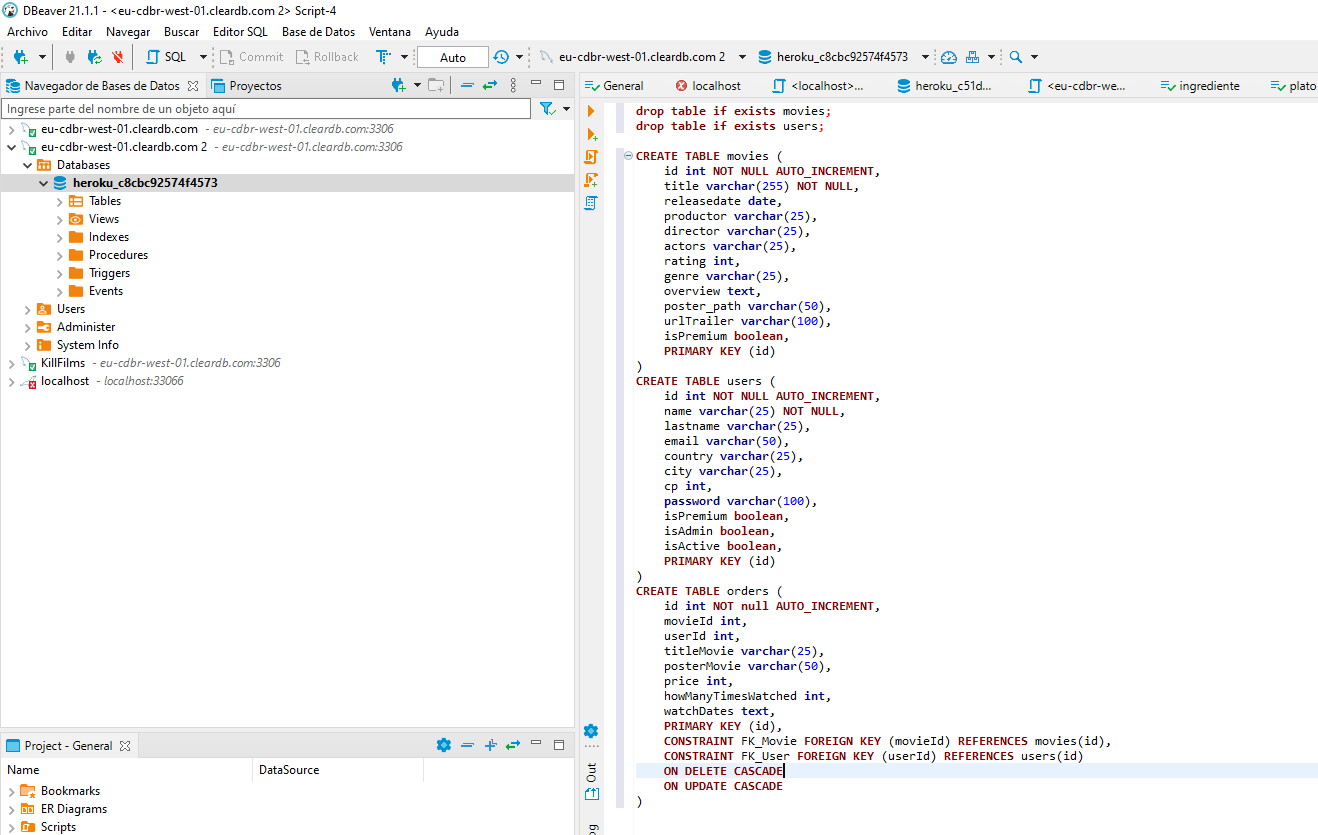 DBeaver 21.1.1 - <eu-cdbr-west-01.cleardb.com 2> Script-4
Archivo Editar Navegar Buscar Editor SQL Base de Datos Ventana Ayuda
SQL Commit Rollback Auto eu-cdbr-west-01.cleardb.com 2 heroku_c8cbc92574f4573
Navegador de Bases de Datos Proyectos
Ingrese parte del nombre de un objeto aquí
eu-cdbr-west-01.cleardb.com - eu-cdbr-west-01.cleardb.com:3306
eu-cdbr-west-01.cleardb.com 2 - eu-cdbr-west-01.cleardb.com:3306
Databases
heroku_c8cbc92574f4573
Tables
Views
Indexes
Procedures
Triggers
Events
Users
Administer
System Info
KillFilms - eu-cdbr-west-01.cleardb.com:3306
localhost - localhost:33066
Project - General
Name DataSource
Bookmarks
ER Diagrams
Scripts
General localhost <localhost>... heroku_c51d... <eu-cdbr-we... ingrediente plato
drop table if exists movies;
drop table if exists users;
CREATE TABLE movies (
id int NOT NULL AUTO_INCREMENT,
title varchar(255) NOT NULL,
releasedate date,
productor varchar(25),
director varchar(25),
actors varchar(25),
rating int,
genre varchar(25),
overview text,
poster_path varchar(50),
urlTrailer varchar(100),
isPremium boolean,
PRIMARY KEY (id)
)
CREATE TABLE users (
id int NOT NULL AUTO_INCREMENT,
name varchar(25) NOT NULL,
lastname varchar(25),
email varchar(50),
country varchar(25),
city varchar(25),
cp int,
password varchar(100),
isPremium boolean,
isAdmin boolean,
isActive boolean,
PRIMARY KEY (id)
)
CREATE TABLE orders (
id int NOT null AUTO_INCREMENT,
movieId int,
userId int,
titleMovie varchar(25),
posterMovie varchar(50),
price int,
howManyTimesWatched int,
watchDates text,
PRIMARY KEY (id),
CONSTRAINT FK_Movie FOREIGN KEY (movieId) REFERENCES movies(id),
CONSTRAINT FK_User FOREIGN KEY (userId) REFERENCES users(id)
ON DELETE CASCADE
ON UPDATE CASCADE
)
Out